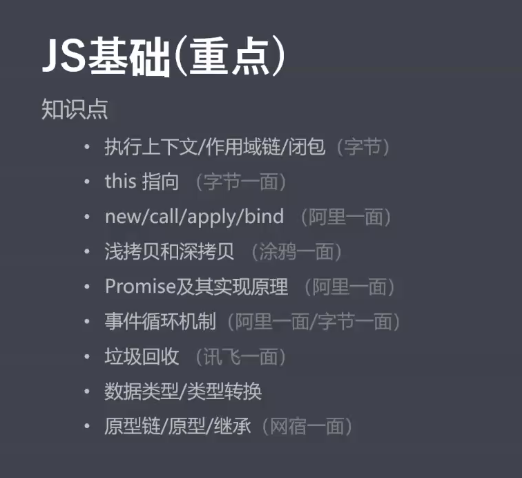 JS基础(重点)
知识点
• 执行上下文/作用域链/闭包（字节）
• this 指向 （字节一面）
• new/call/apply/bind （阿里一面）
• 浅拷贝和深拷贝 （涂鸦一面）
• Promise及其实现原理 （阿里一面）
• 事件循环机制（阿里一面/字节一面）
• 垃圾回收 （讯飞一面）
• 数据类型/类型转换
• 原型链/原型/继承（网宿一面）